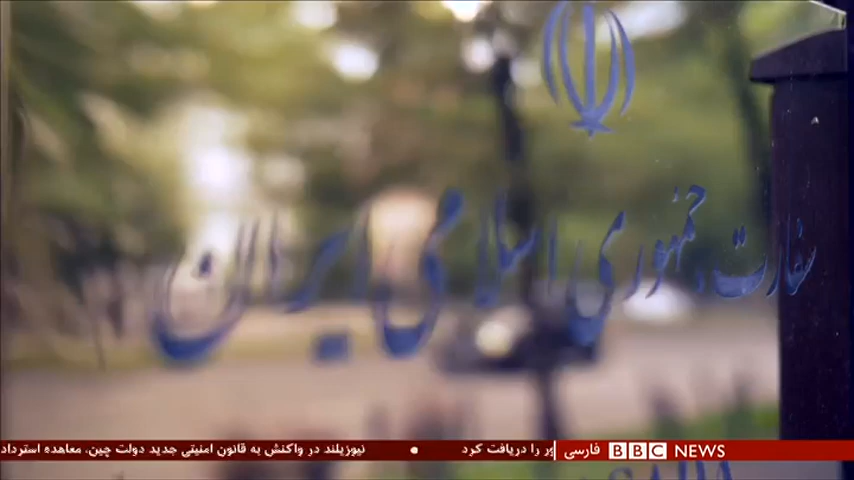 سفارت جمهوری اسلامی ایران
نیوزیلند در واکنش به قانون امنیتی جدید دولت چین، معاهده استرداد • ور را دریافت کرد
فارسی BBC NEWS